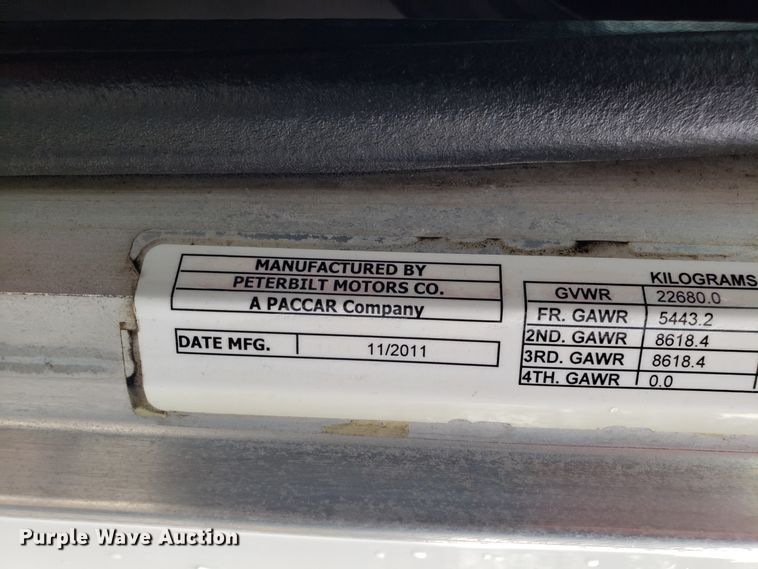 MANUFACTURED BY
PETERBILT MOTORS CO.
A PACCAR Company
DATE MFG. 11/2011
KILOGRAMS
GVWR 22680.0
FR. GAWR 5443.2
2ND. GAWR 8618.4
3RD. GAWR 8618.4
4TH. GAWR 0.0
Purple Wave Auction